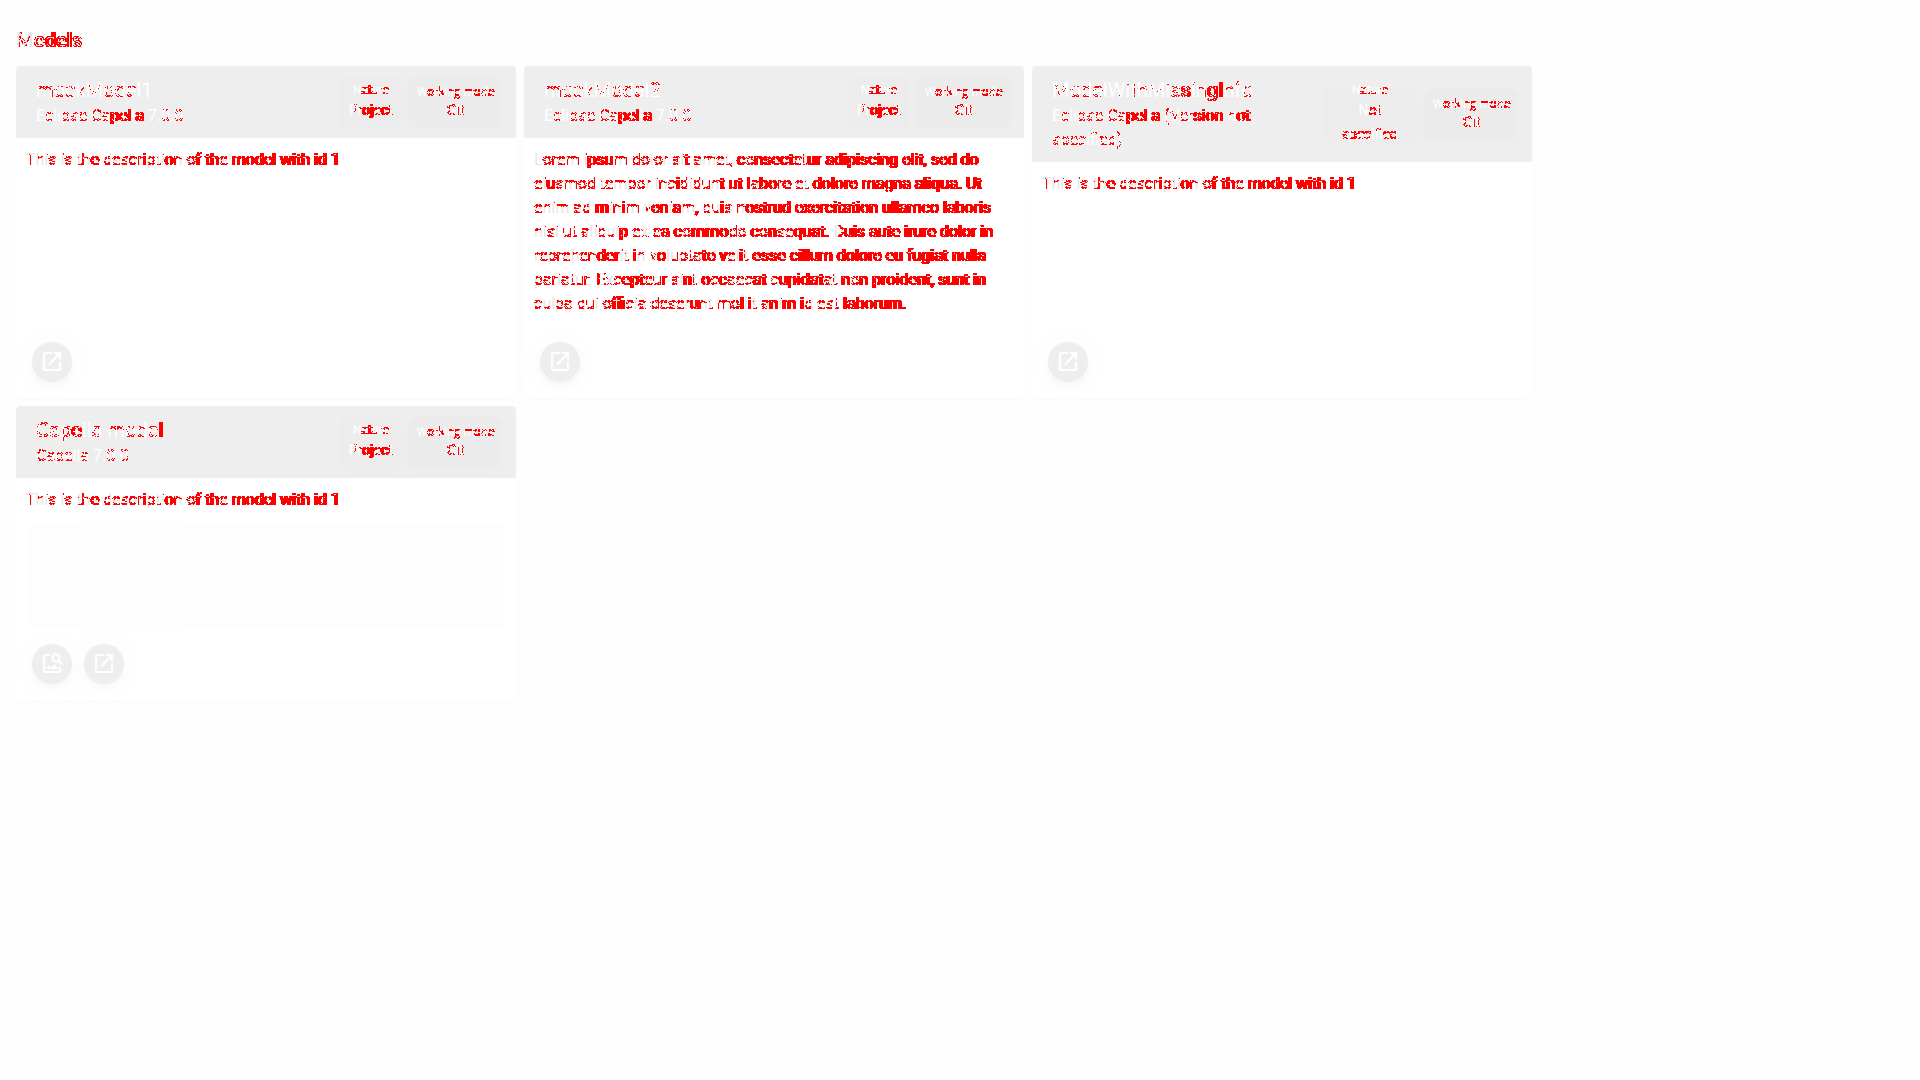 Models
mockModel1
Eclipse Capella 7.0.0
Nature
Project
Working mode
Git
This is the description of the model with id 1
mockModel2
Eclipse Capella 7.0.0
Nature
Project
Working mode
Git
Lorem ipsum dolor sit amet, consectetur adipiscing elit, sed do
eiusmod tempor incididunt ut labore et dolore magna aliqua. Ut
enim ad minim veniam, quis nostrud exercitation ullamco laboris
nisi ut aliquip ex ea commodo consequat. Duis aute irure dolor in
reprehenderit in voluptate velit esse cillum dolore eu fugiat nulla
pariatur. Excepteur sint occaecat cupidatat non proident, sunt in
culpa qui officia deserunt mollit anim id est laborum.
ModelWithMissingInfo
Eclipse Capella (Version not
specified)
Nature
Not
specified
Working mode
Git
This is the description of the model with id 1
Capella model
Capella 7.0.0
Nature
Project
Working mode
Git
This is the description of the model with id 1